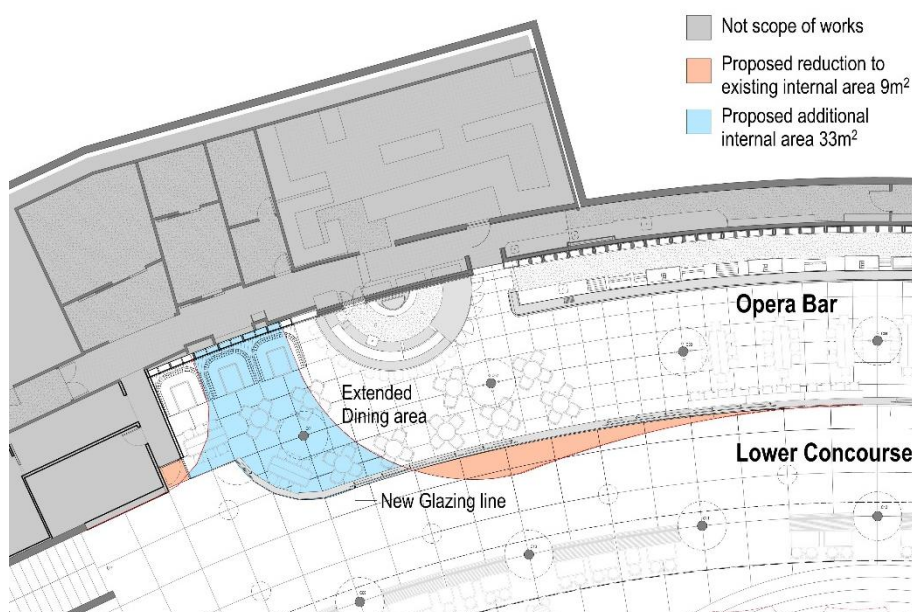 Not scope of works
Proposed reduction to
existing internal area 9m²
Proposed additional
internal area 33m²
Opera Bar
Extended
Dining area
Lower Concourse
New Glazing line